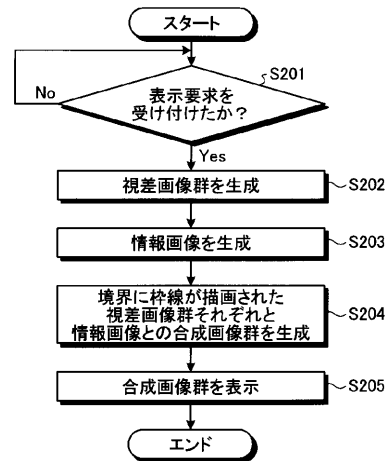 スタート
S201
No
表示要求を
受け付けたか?
Yes
視差画像群を生成
S202
情報画像を生成
S203
境界に枠線が描画された
視差画像群それぞれと
情報画像との合成画像群を生成
S204
合成画像群を表示
S205
エンド